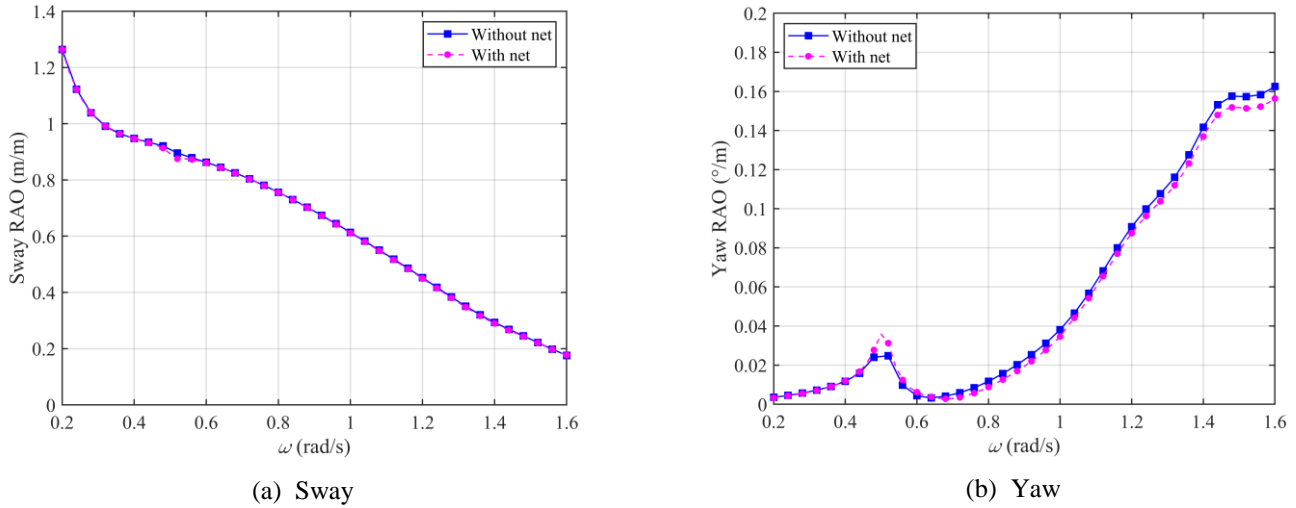 1.4
1.2
1
0.8
0.6
0.4
0.2
0
Sway RAO (m/m)
Without net
With net
0.2 0.4 0.6 0.8 1 1.2 1.4 1.6
ω (rad/s)
(a) Sway
0.2
0.18
0.16
0.14
0.12
0.1
0.08
0.06
0.04
0.02
0
Yaw RAO (°/m)
Without net
With net
0.2 0.4 0.6 0.8 1 1.2 1.4 1.6
ω (rad/s)
(b) Yaw